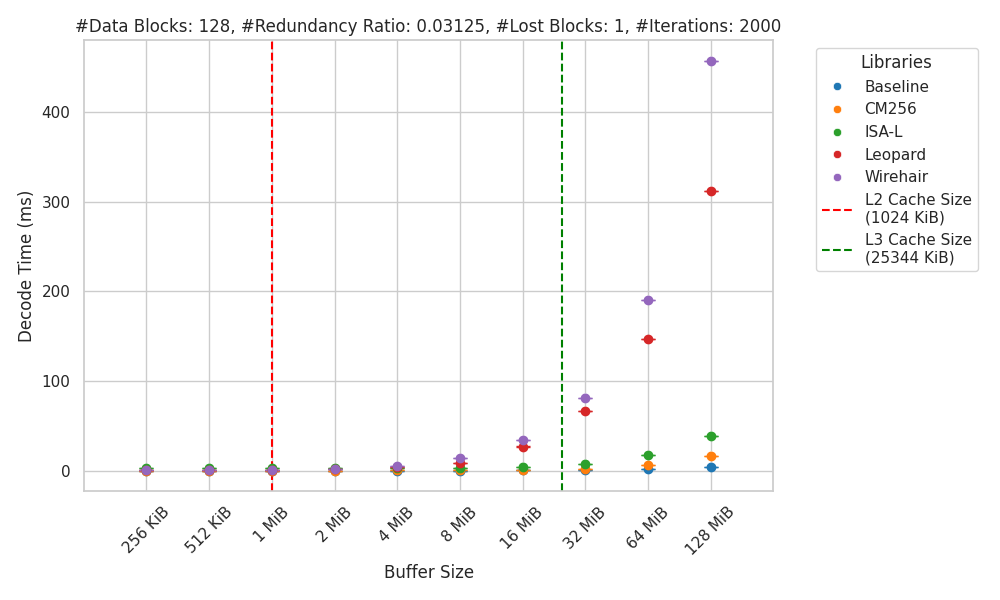 #Data Blocks: 128, #Redundancy Ratio: 0.03125, #Lost Blocks: 1, #Iterations: 2000
Decode Time (ms)
400
300
200
100
0
256 KiB
512 KiB
1 MiB
2 MiB
4 MiB
8 MiB
16 MiB
32 MiB
64 MiB
128 MiB
Buffer Size
Libraries
Baseline
CM256
ISA-L
Leopard
Wirehair
L2 Cache Size
(1024 KiB)
L3 Cache Size
(25344 KiB)